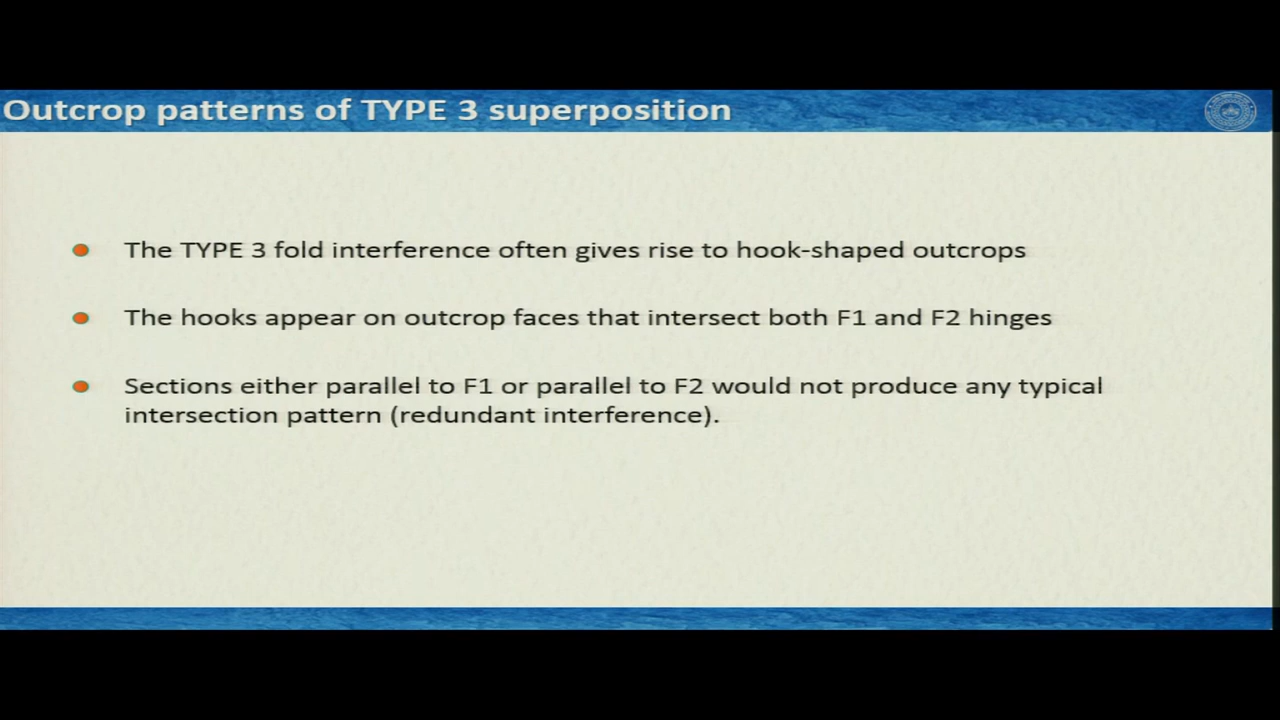 Outcrop patterns of TYPE 3 superposition
The TYPE 3 fold interference often gives rise to hook-shaped outcrops
The hooks appear on outcrop faces that intersect both F1 and F2 hinges
Sections either parallel to F1 or parallel to F2 would not produce any typical
intersection pattern (redundant interference).